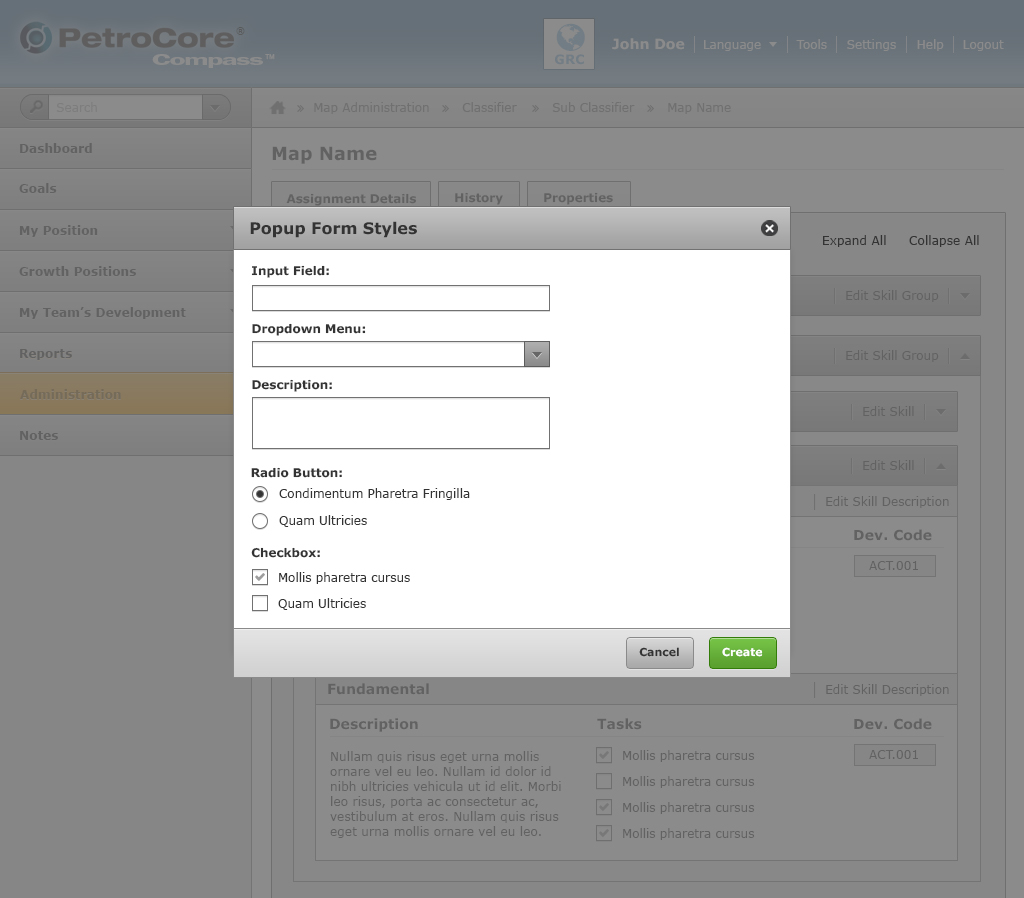 PetroCore®
Compass™
GRC
John Doe
Language
Tools
Settings
Help
Logout
Search
Map Administration » Classifier » Sub Classifier » Map Name
Dashboard
Goals
My Position
Growth Positions
My Team's Development
Reports
Administration
Notes
Map Name
Assignment Details
History
Properties
Expand All
Collapse All
Edit Skill Group
Edit Skill Group
Edit Skill
Edit Skill
Edit Skill Description
Dev. Code
ACT.001
Popup Form Styles
Input Field:
Dropdown Menu:
Description:
Radio Button:
Condimentum Pharetra Fringilla
Quam Ultricies
Checkbox:
Mollis pharetra cursus
Quam Ultricies
Cancel
Create
Fundamental
Edit Skill Description
Description
Tasks
Dev. Code
Nullam quis risus eget urna mollis
ornare vel eu leo. Nullam id dolor id
nibh ultricies vehicula ut id elit. Morbi
leo risus, porta ac consectetur ac,
vestibulum at eros. Nullam quis risus
eget urna mollis ornare vel eu leo.
Mollis pharetra cursus
Mollis pharetra cursus
Mollis pharetra cursus
Mollis pharetra cursus
ACT.001